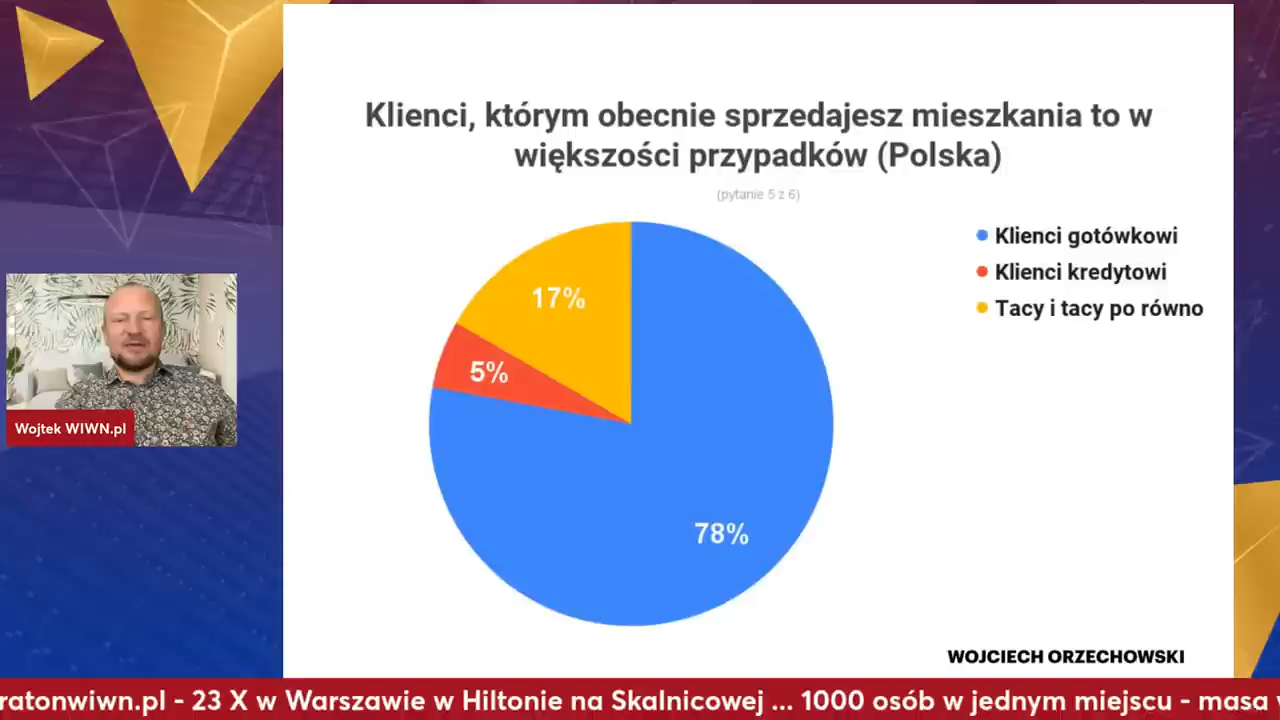 Klienci, którym obecnie sprzedajesz mieszkania to w
większości przypadków (Polska)
(pytanie 5 z 6)
Klienci gotówkowi
Klienci kredytowi
Tacy i tacy po równo
17%
5%
78%
Wojtek WIWN.pl
WOJCIECH ORZECHOWSKI
ratonwiwn.pl - 23 X w Warszawie w Hiltonie na Skalnicowej ... 1000 osób w jednym miejscu - masa